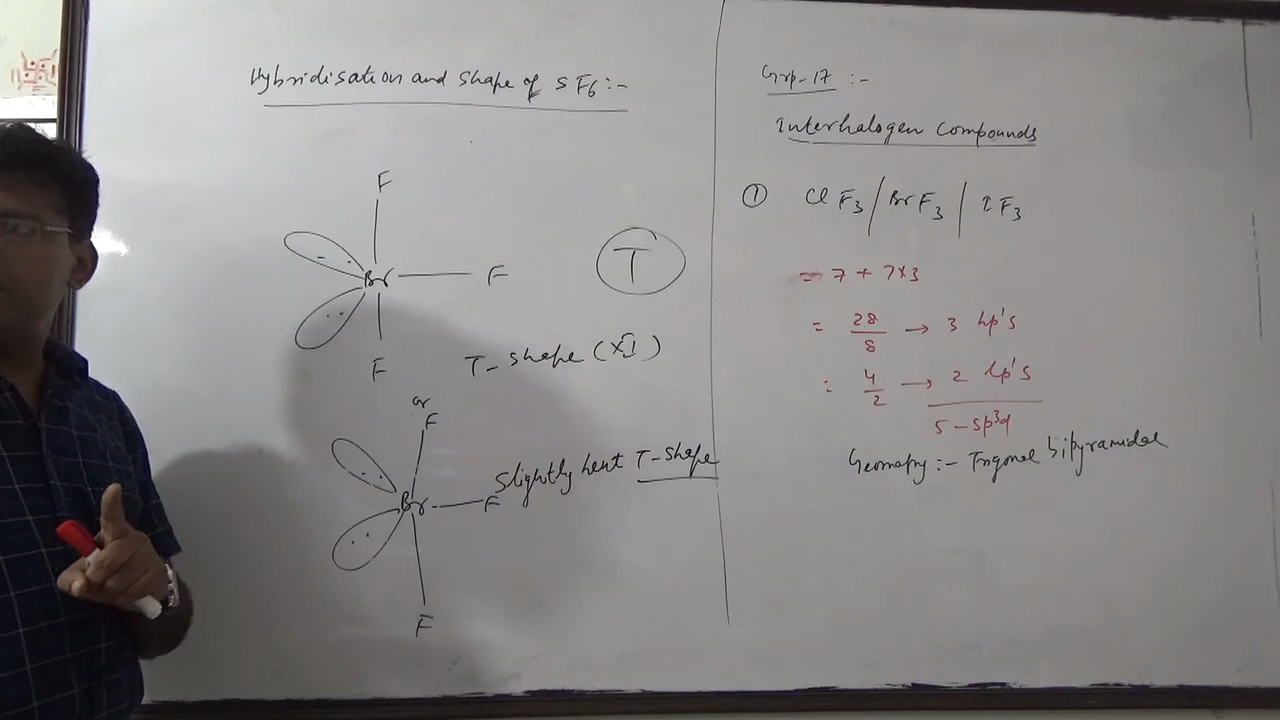 Hybridisation and shape of SF6:-
F
Br F
F
T
T-shape (XI)
or
F
Br F
F
Slightly bent T-shape
Grp-17 :-
Interhalogen Compounds
① ClF3 / BrF3 / IF3
= 7 + 7×3
= 28/8 → 3 bp's
= 4/2 → 2 lp's
5 - sp3d
Geometry :- Trigonal bipyramidal